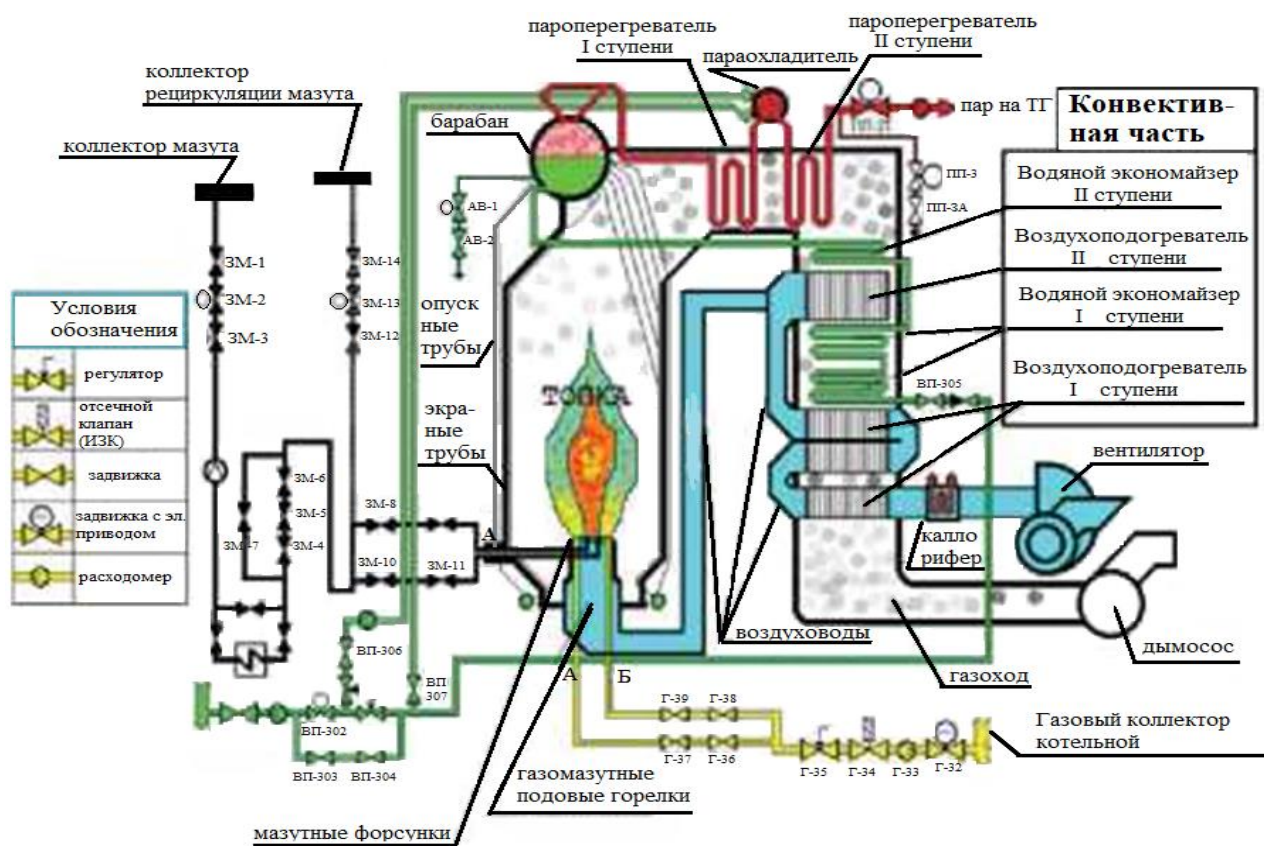 пароперегреватель
I ступени
пароперегреватель
II ступени
параохладитель
коллектор
рециркуляции мазута
барабан
коллектор мазута
пар на ТГ
Конвектив-
ная часть
Водяной экономайзер
II ступени
Воздухоподогреватель
II ступени
Водяной экономайзер
I ступени
Воздухоподогреватель
I ступени
ПП-3
ПП-3А
АВ-1
АВ-2
ЗМ-1
ЗМ-2
ЗМ-3
ЗМ-14
ЗМ-13
ЗМ-12
Условия
обозначения
регулятор
отсечной
клапан
(ИЗК)
задвижка
задвижка с эл.
приводом
расходомер
опуск
ные
трубы
экра-
ные
трубы
ТОПКА
ВП-305
вентилятор
калло
рифер
ЗМ-6
ЗМ-5
ЗМ-4
ЗМ-7
ЗМ-8
ЗМ-10
ЗМ-11
А
воздуховоды
дымосос
газоход
ВП-306
ВП
307
ВП-302
ВП-303
ВП-304
А
Б
Г-39
Г-38
Г-37
Г-36
Г-35
Г-34
Г-33
Г-32
Газовый коллектор
котельной
газомазутные
подовые горелки
мазутные форсунки